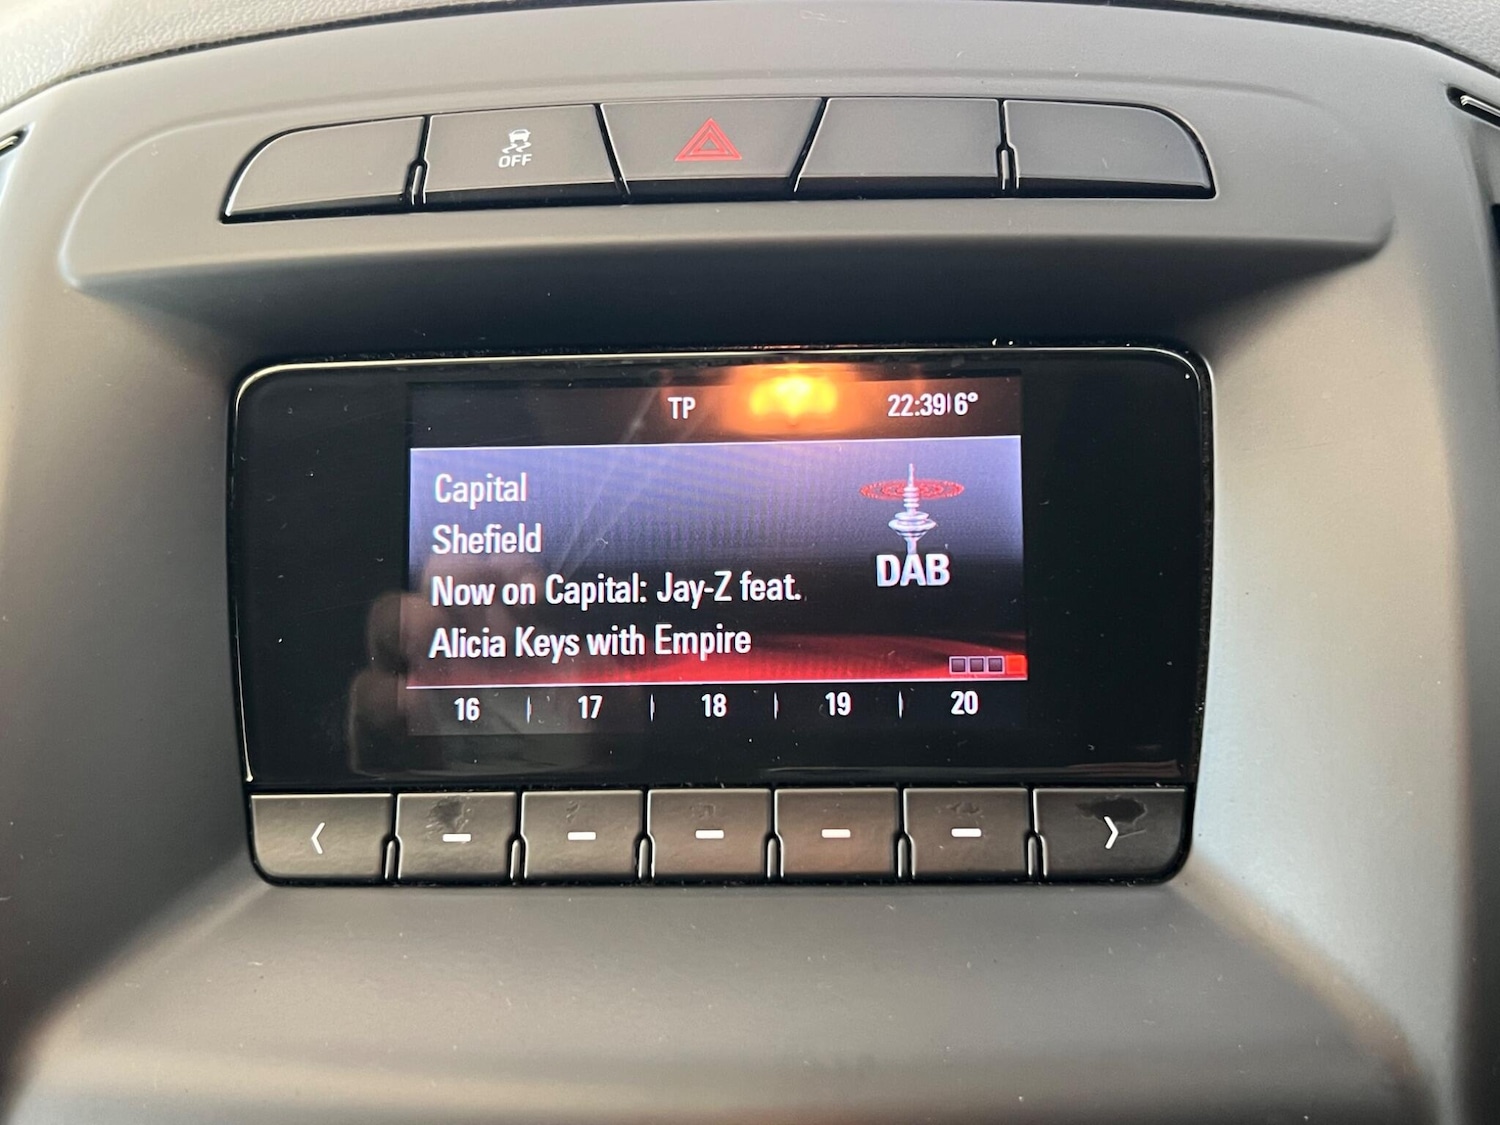 OFF
TP 22:39 6°
Capital
Shefield
Now on Capital: Jay-Z feat.
Alicia Keys with Empire
DAB
16 | 17 | 18 | 19 | 20